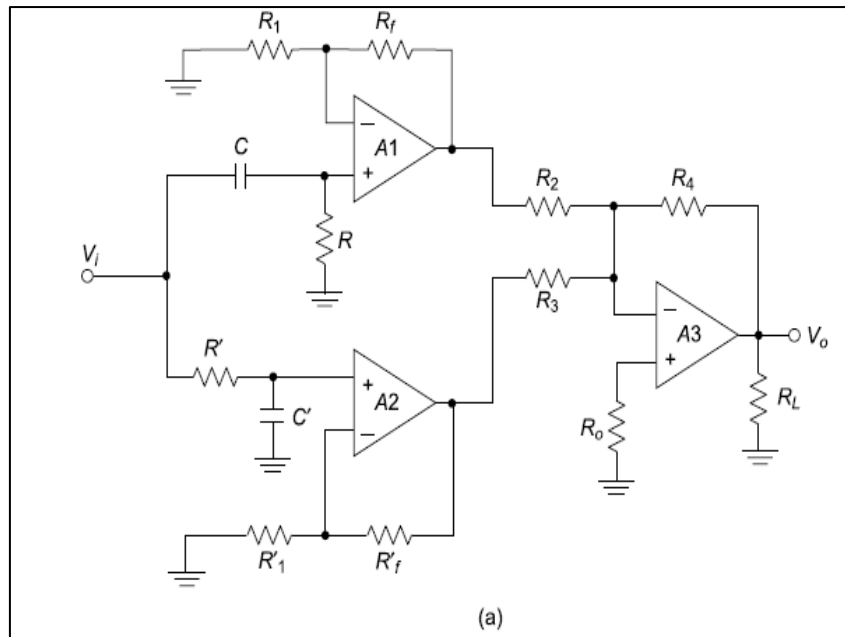 R1 Rf
− A1 +
C
R2 R4
R
Vi
R3
− A3 + Vo
R′
+ A2 −
C′
Ro RL
R′1 R′f
(a)